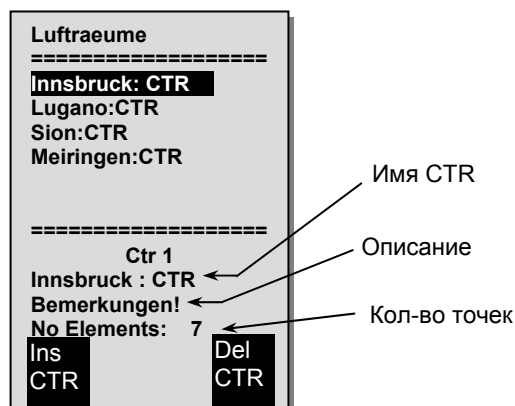 Luftraeume
===================
Innsbruck: CTR
Lugano:CTR
Sion:CTR
Meiringen:CTR
===================
Ctr 1
Innsbruck : CTR
Bemerkungen!
No Elements: 7
Ins CTR
Del CTR
Имя CTR
Описание
Кол-во точек